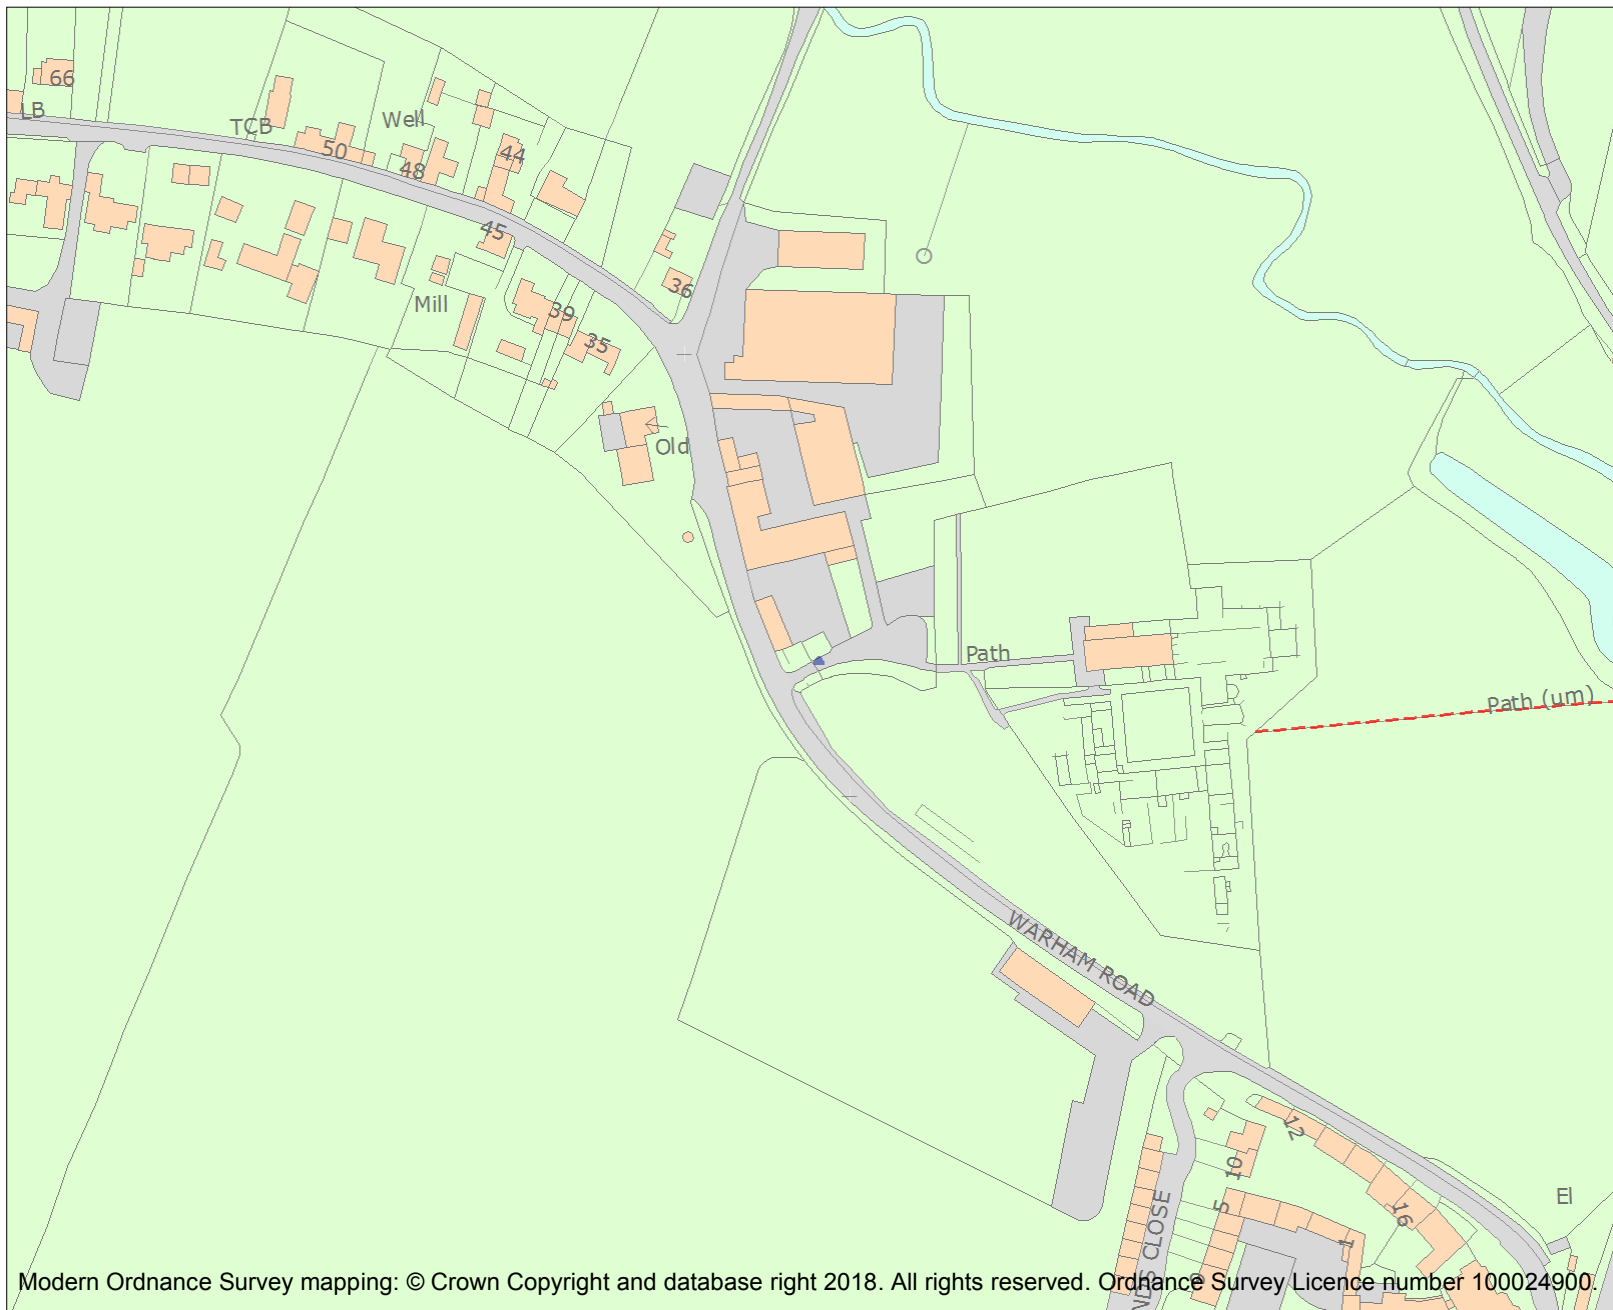 66
LB
TCB
50
Well
48
44
45
36
Mill
39
35
Old
Path
Path (um)
WARHAM ROAD
12
10
5
16
El
1
CLOSE
Modern Ordnance Survey mapping: © Crown Copyright and database right 2018. All rights reserved. Ordnance Survey Licence number 100024900.